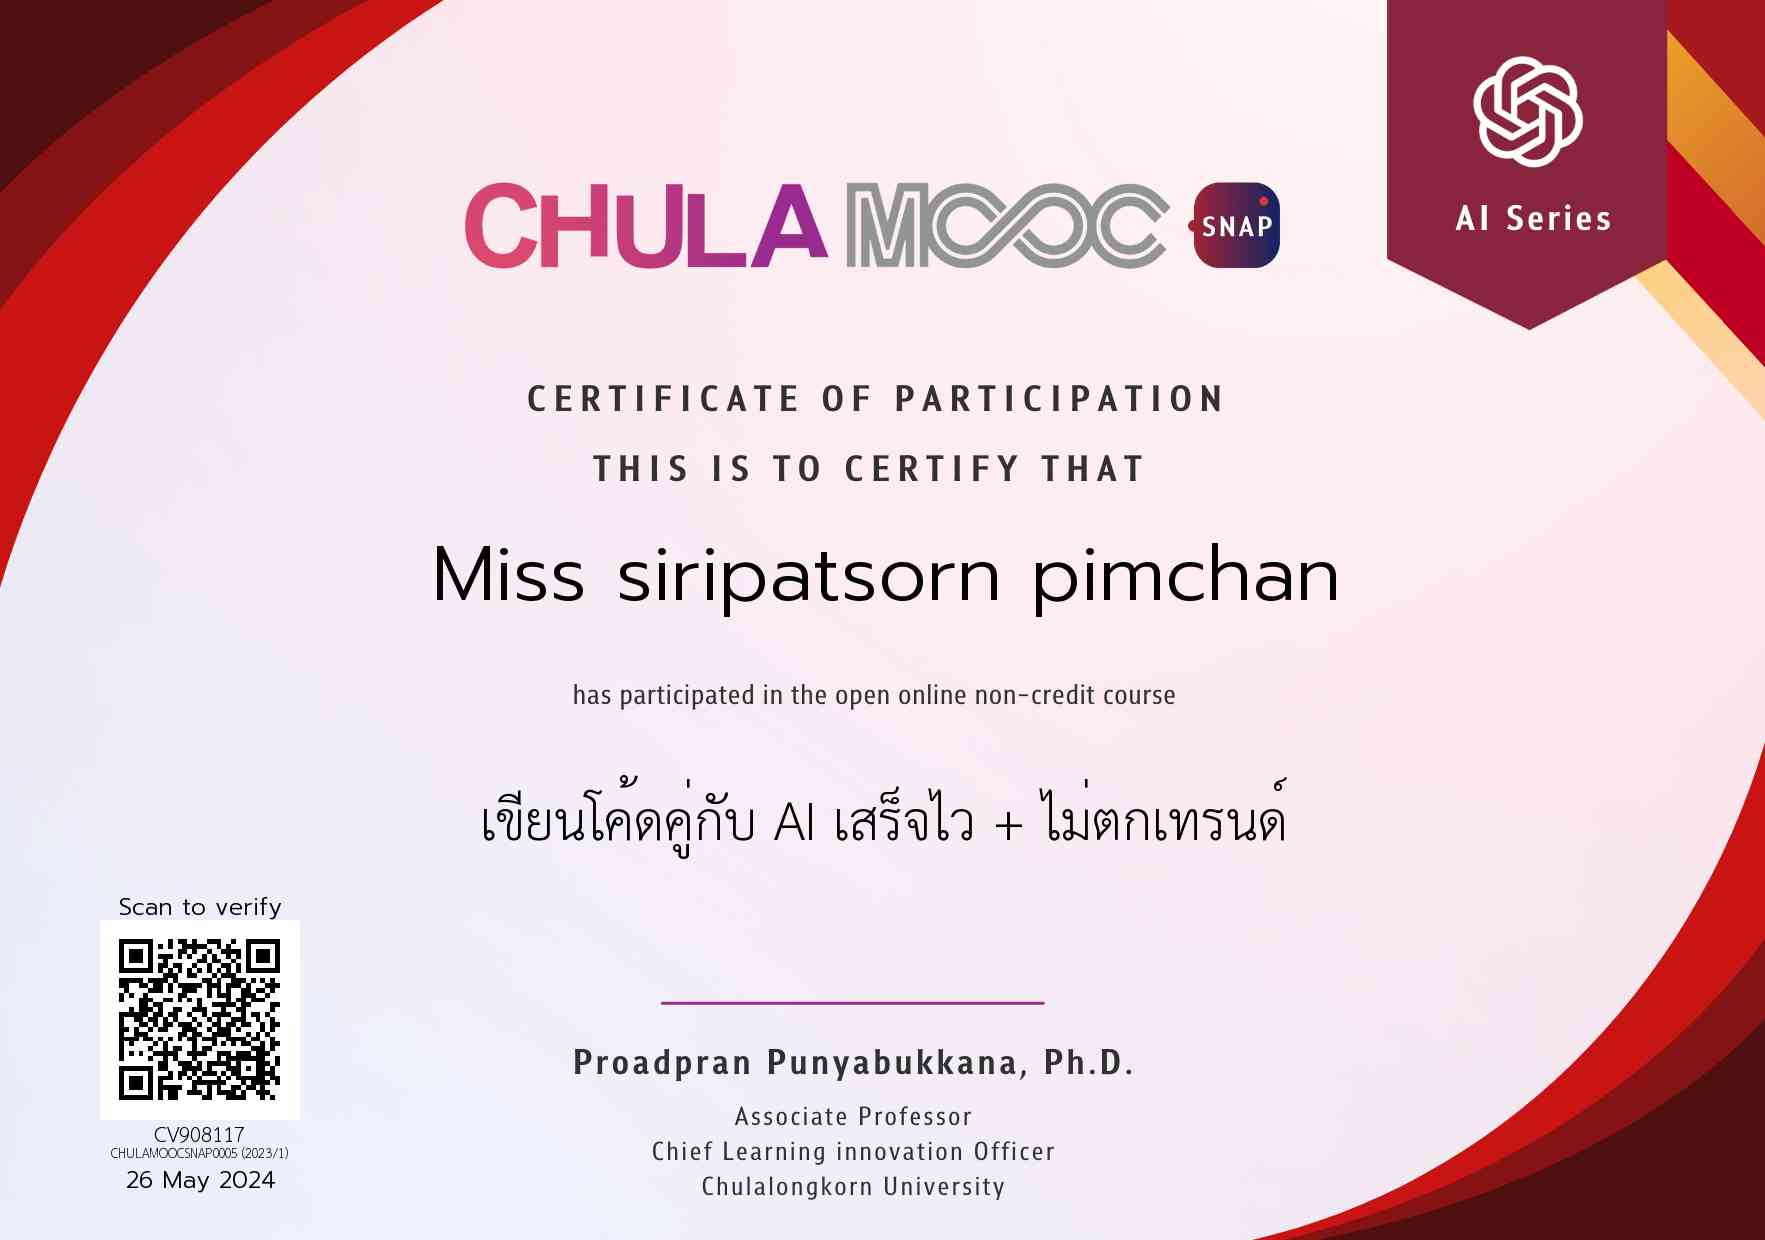 AI Series
CHULA MOOC SNAP
CERTIFICATE OF PARTICIPATION
THIS IS TO CERTIFY THAT
Miss siripatsorn pimchan
has participated in the open online non-credit course
เขียนโค้ดคู่กับ AI เสร็จไว + ไม่ตกเทรนด์
Scan to verify
CV908117
CHULAMOOCSNAP0005 (2023/1)
26 May 2024
Proadpran Punyabukkana, Ph.D.
Associate Professor
Chief Learning innovation Officer
Chulalongkorn University